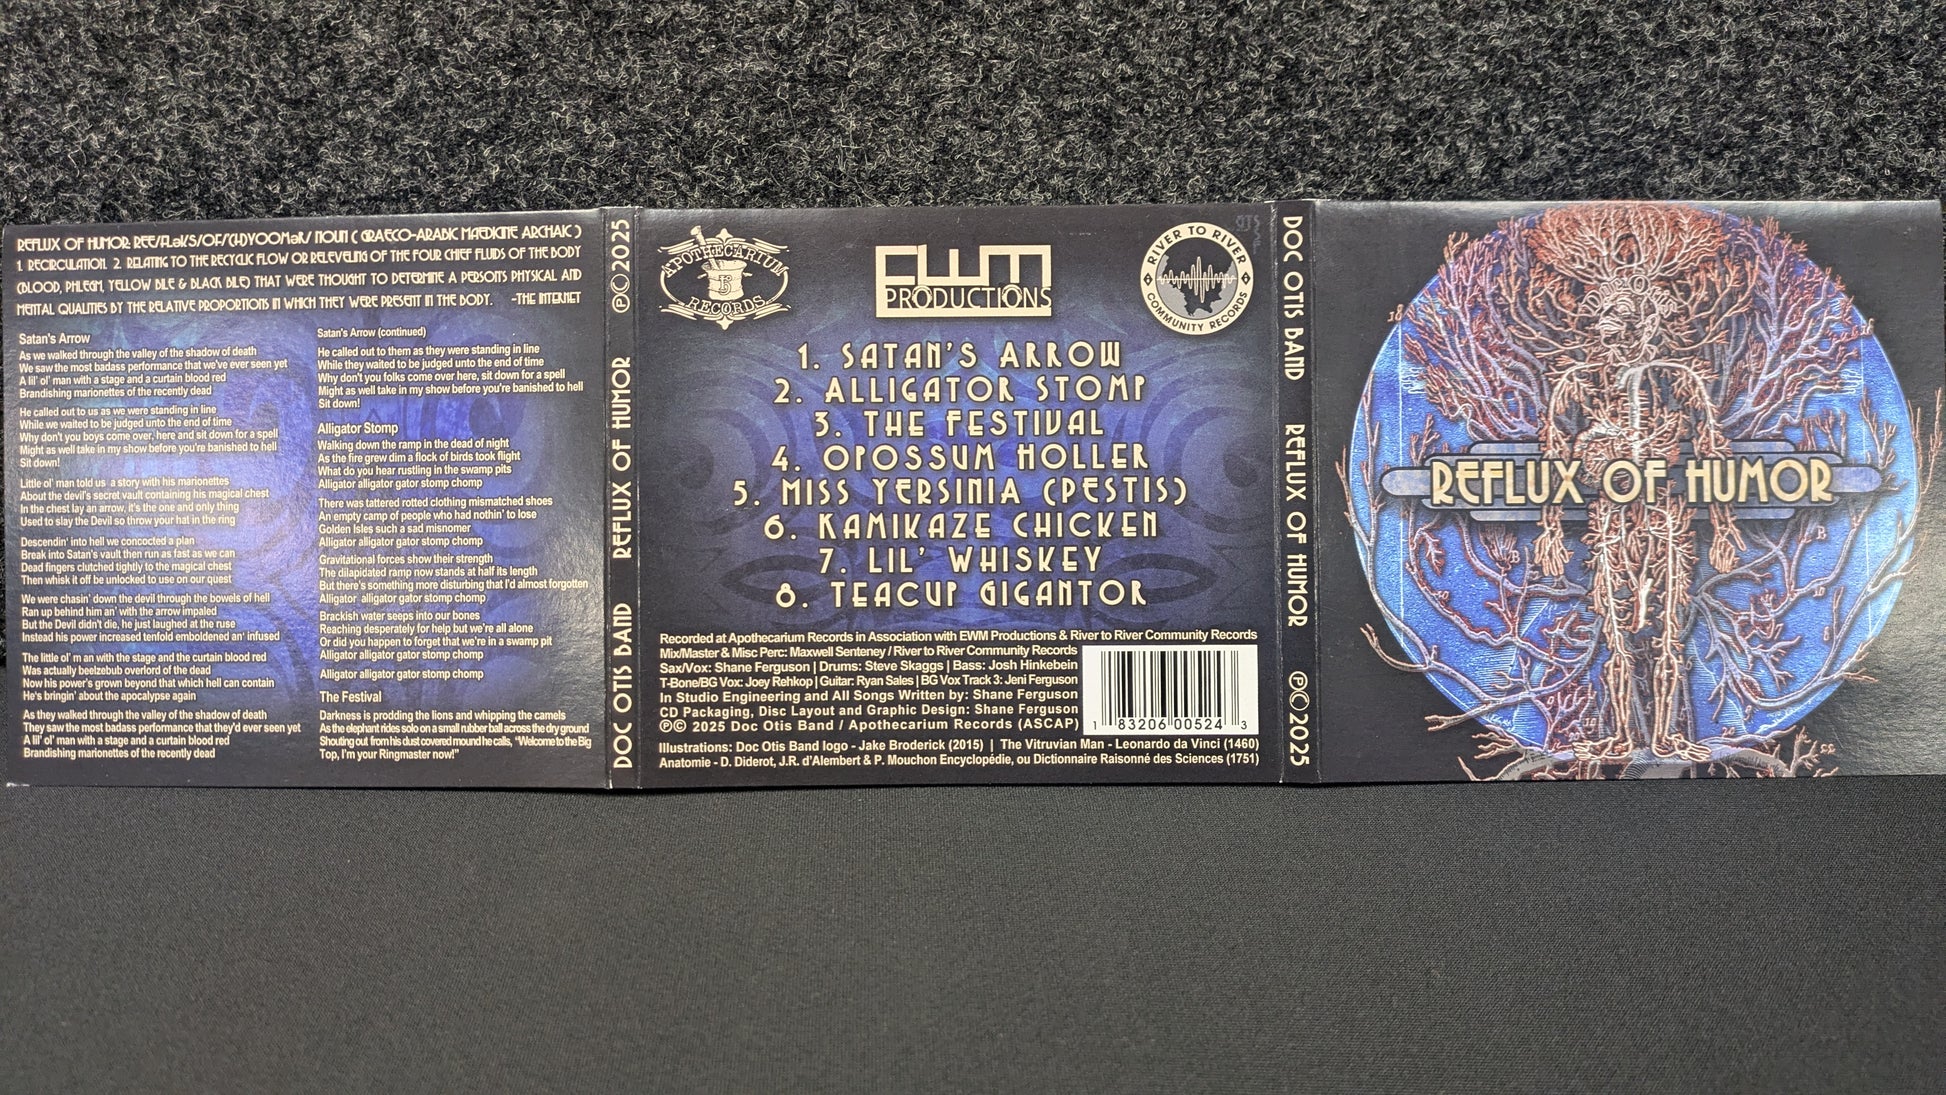 REFLUX OF HUMOR REE/FLəK/S/OF/(H)YOOMəR/ NOUN ( GRAECO-ARABIC MAEDICINE ARCHAIC )
1. RECIRCULATION. 2. RELATING TO THE RECYCLIC FLOW OR RELEVELING OF THE FOUR CHIEF FLUIDS OF THE BODY
(BLOOD, PHLEGM, YELLOW BILE & BLACK BILE) THAT WERE THOUGHT TO DETERMINE A PERSON'S PHYSICAL AND
MENTAL QUALITIES BY THE RELATIVE PROPORTIONS IN WHICH THEY WERE PRESENT IN THE BODY. -THE INTERNET
Satan's Arrow
As we walked through the valley of the shadow of death
We saw the most badass performance that we've ever seen yet
A lil' ol' man with a stage and a curtain blood red
Brandishing marionettes of the recently dead
He called out to us as we were standing in line
While we waited to be judged unto the end of time
Why don't you boys come over, here and sit down for a spell
Might as well take in my show before you're banished to hell
Sit down!
Little ol' man told us a story with his marionettes
About the devil's secret vault containing his magical chest
In the chest lay an arrow, it's the one and only thing
Used to slay the Devil so throw your hat in the ring
Descendin' into hell we concocted a plan
Break into Satan's vault then run as fast as we can
Dead fingers clutched tightly to the magical chest
Then whisk it off be unlocked to use on our quest
We were chasin' down the devil through the bowels of hell
Ran up behind him an' with the arrow impaled
But the Devil didn't die, he just laughed at the ruse
Instead his power increased tenfold emboldened an' infused
The little ol' m an with the stage and the curtain blood red
Was actually beelzebub overlord of the dead
Now his power's grown beyond that which hell can contain
He's bringin' about the apocalypse again
As they walked through the valley of the shadow of death
They saw the most badass performance that they'd ever seen yet
A lil' ol' man with a stage and a curtain blood red
Brandishing marionettes of the recently dead
Satan's Arrow (continued)
He called out to them as they were standing in line
While they waited to be judged unto the end of time
Why don't you folks come over here, sit down for a spell
Might as well take in my show before you're banished to hell
Sit down!
Alligator Stomp
Walking down the ramp in the dead of night
As the fire grew dim a flock of birds took flight
What do you hear rustling in the swamp pits
Alligator alligator gator stomp chomp
There was tattered rotted clothing mismatched shoes
An empty camp of people who had nothin' to lose
Golden Isles such a sad misnomer
Alligator alligator gator stomp chomp
Gravitational forces show their strength
The dilapidated ramp now stands at half its length
But there's something more disturbing that I'd almost forgotten
Alligator alligator gator stomp chomp
Brackish water seeps into our bones
Reaching desperately for help but we're all alone
Or did you happen to forget that we're in a swamp pit
Alligator alligator gator stomp chomp
Alligator alligator gator stomp chomp
The Festival
Darkness is prodding the lions and whipping the camels
As the elephant rides solo on a small rubber ball across the dry ground
Shouting out from his dust covered mound he calls, "Welcome to the Big
Top, I'm your Ringmaster now!"
DOC OTIS BAND REFLUX OF HUMOR ℗©2025
APOTHECARIUM
RECORDS
EWM
PRODUCTIONS
RIVER TO RIVER
COMMUNITY RECORDS
1. SATAN'S ARROW
2. ALLIGATOR STOMP
3. THE FESTIVAL
4. OPOSSUM HOLLER
5. MISS YERSINIA (PESTIS)
6. KAMIKAZE CHICKEN
7. LIL' WHISKEY
8. TEACUP GIGANTOR
Recorded at Apothecarium Records in Association with EWM Productions & River to River Community Records
Mix/Master & Misc Perc: Maxwell Senteney / River to River Community Records
Sax/Vox: Shane Ferguson | Drums: Steve Skaggs | Bass: Josh Hinkebein
T-Bone/BG Vox: Joey Rehkop | Guitar: Ryan Sales | BG Vox Track 3: Jeni Ferguson
In Studio Engineering and All Songs Written by: Shane Ferguson
CD Packaging, Disc Layout and Graphic Design: Shane Ferguson
℗© 2025 Doc Otis Band / Apothecarium Records (ASCAP)
1 83206 00524 3
Illustrations: Doc Otis Band logo - Jake Broderick (2015) | The Vitruvian Man - Leonardo da Vinci (1460)
Anatomie - D. Diderot, J.R. d'Alembert & P. Mouchon Encyclopédie, ou Dictionnaire Raisonné des Sciences (1751)
DOC OTIS BAND REFLUX OF HUMOR ℗©2025
REFLUX OF HUMOR